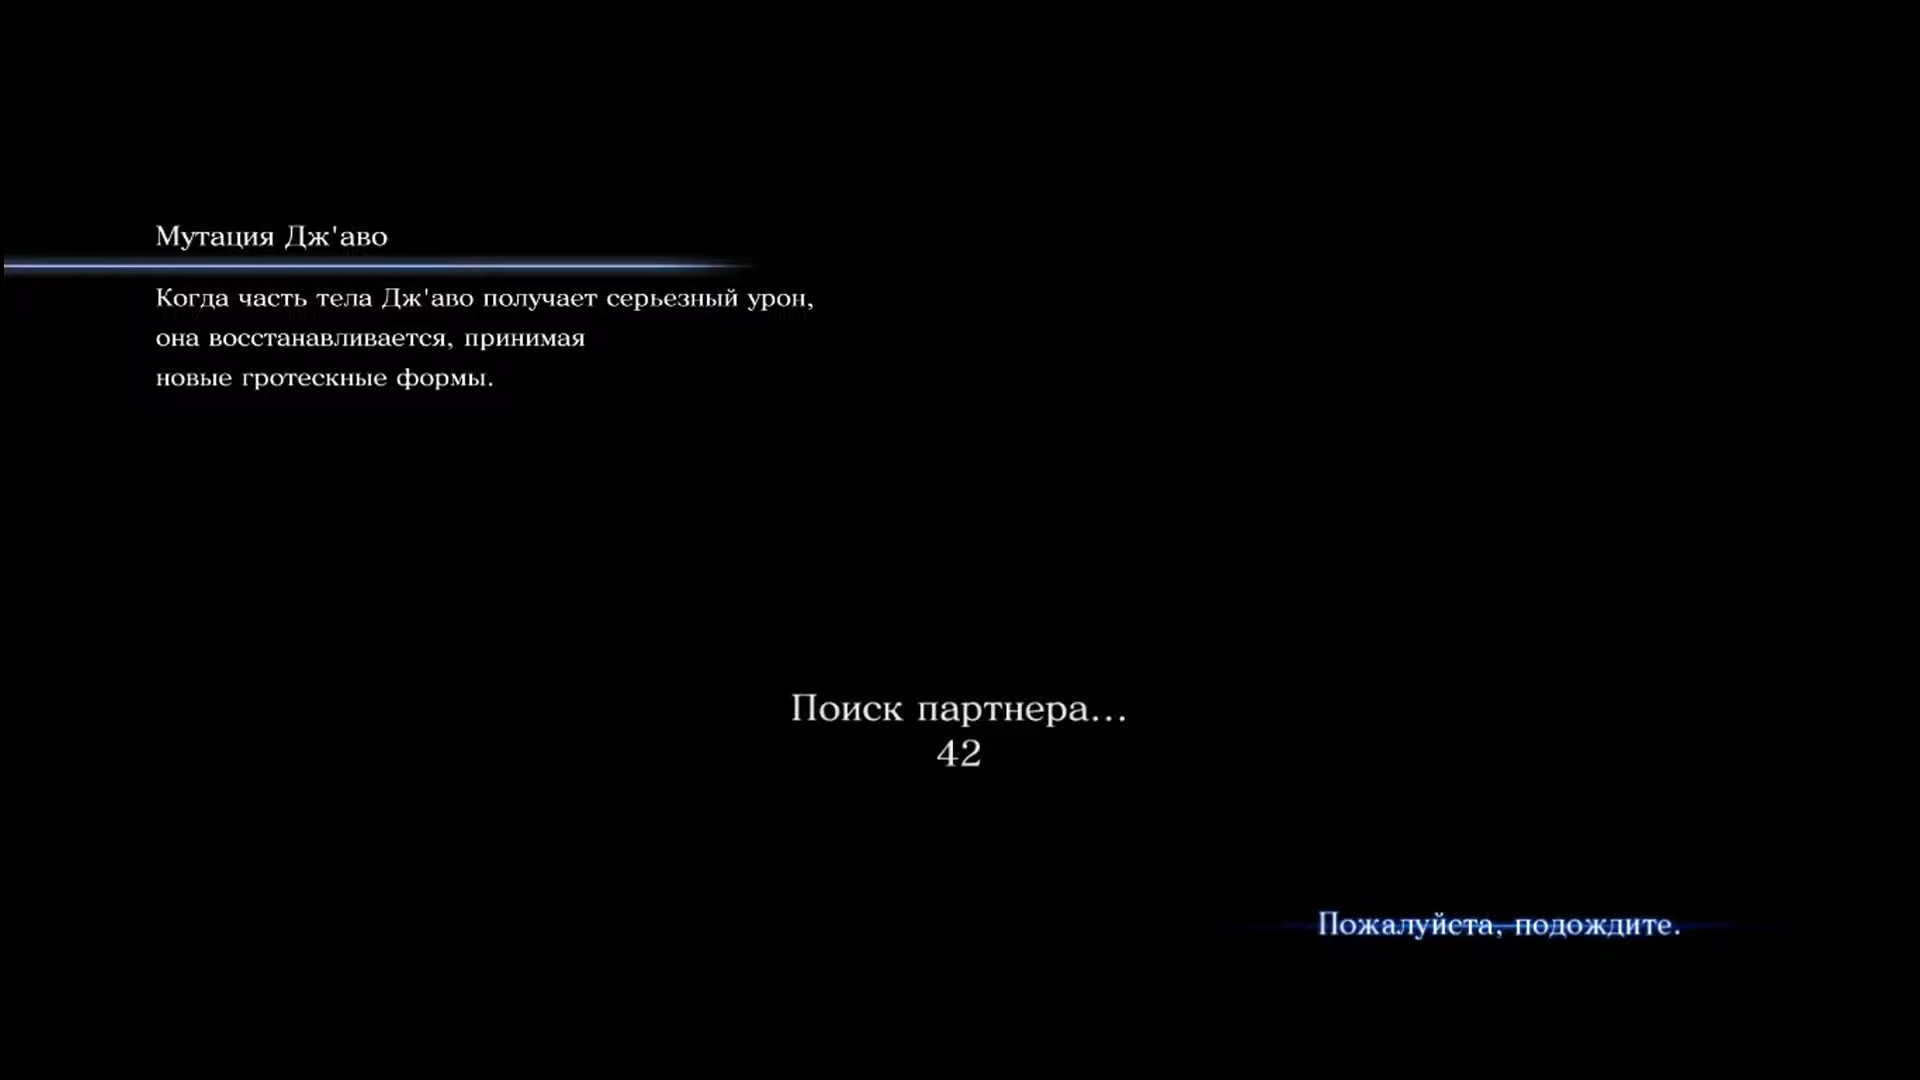 Мутация Дж'аво
Когда часть тела Дж'аво получает серьезный урон,
она восстанавливается, принимая
новые гротескные формы.
Поиск партнера...
42
Пожалуйста, подождите.